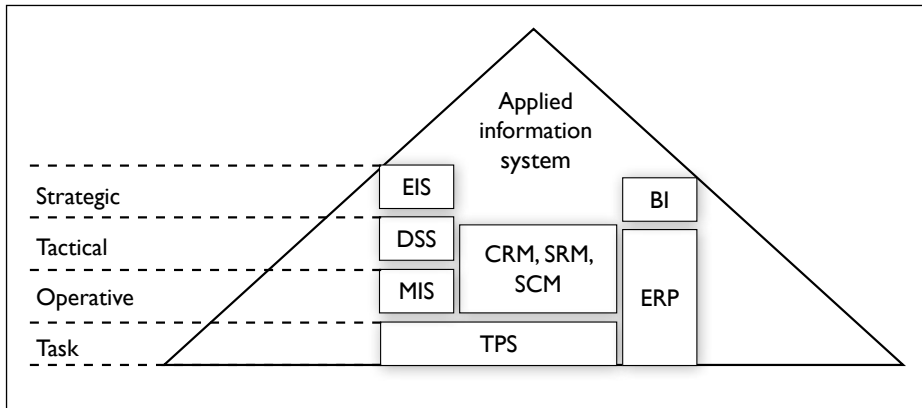 Applied
information
system
Strategic
EIS
BI
Tactical
DSS
CRM, SRM,
SCM
Operative
MIS
ERP
Task
TPS